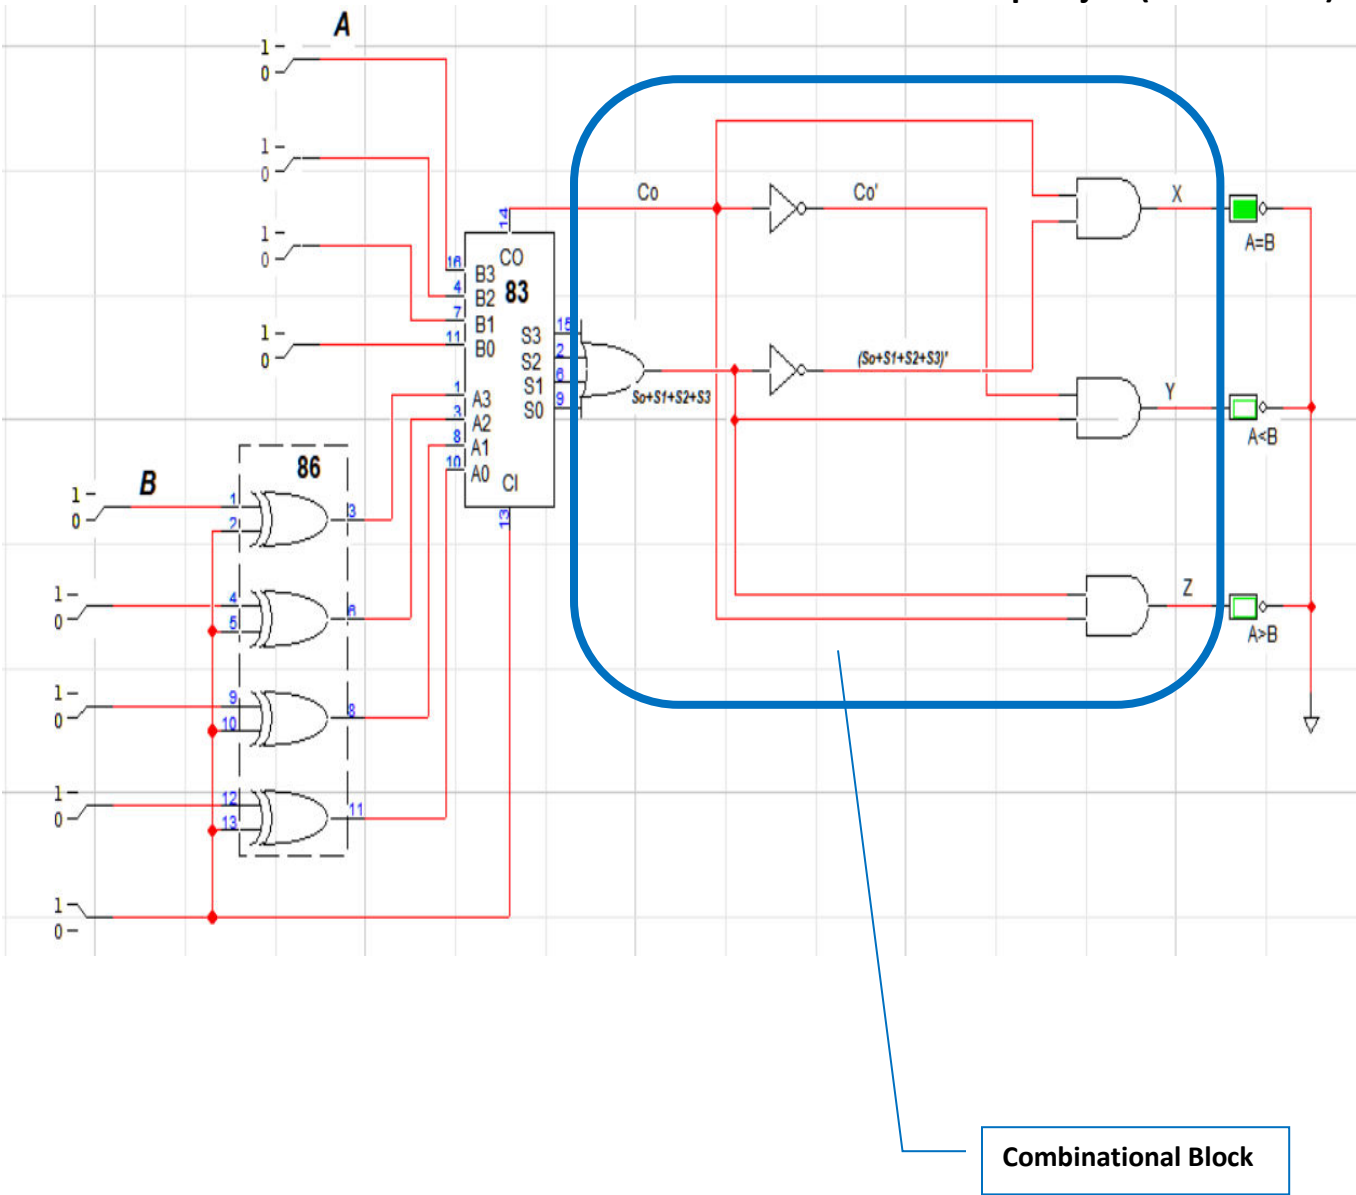 A
1
0
1
0
1
0
1
0
14
CO
83
16 B3
4 B2
7 B1
11 B0
1 A3
3 A2
8 A1
10 A0
CI
13
S3 15
S2 2
S1 6
S0 9
Co
Co'
X
A=B
So+S1+S2+S3
(So+S1+S2+S3)'
Y
A<B
Z
A>B
B
86
1
0
1
2
3
1
0
4
5
6
1
0
9
10
8
1
0
12
13
11
1
0
Combinational Block